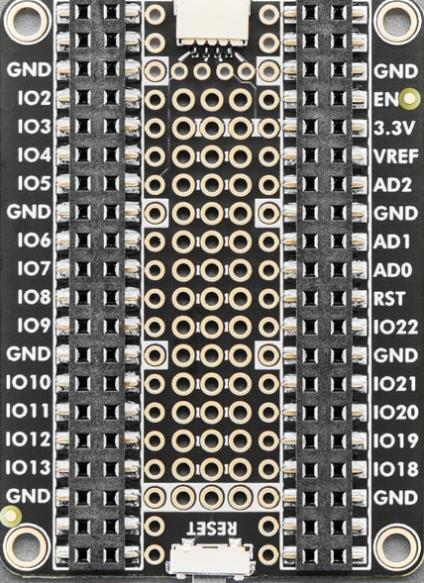 GND GND
IO2 EN
IO3 3.3V
IO4 VREF
IO5 AD2
GND GND
IO6 AD1
IO7 AD0
IO8 RST
IO9 IO22
GND GND
IO10 IO21
IO11 IO20
IO12 IO19
IO13 IO18
GND GND
RESET